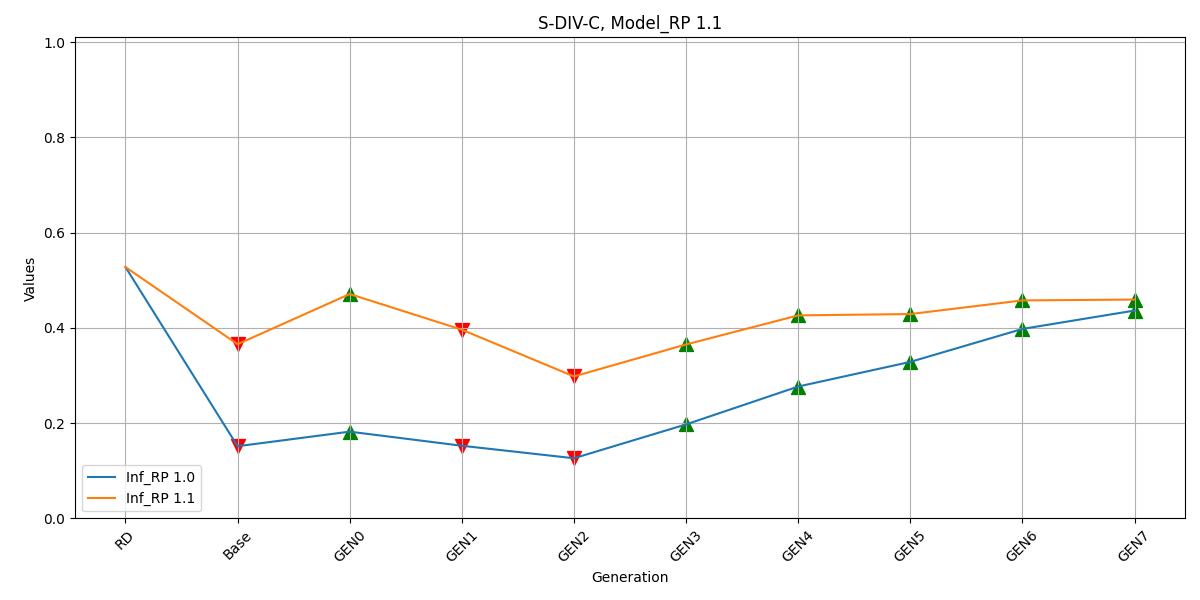 S-DIV-C, Model_RP 1.1
Values
1.0
0.8
0.6
0.4
0.2
0.0
Inf_RP 1.0
Inf_RP 1.1
RD
Base
GEN0
GEN1
GEN2
GEN3
GEN4
GEN5
GEN6
GEN7
Generation